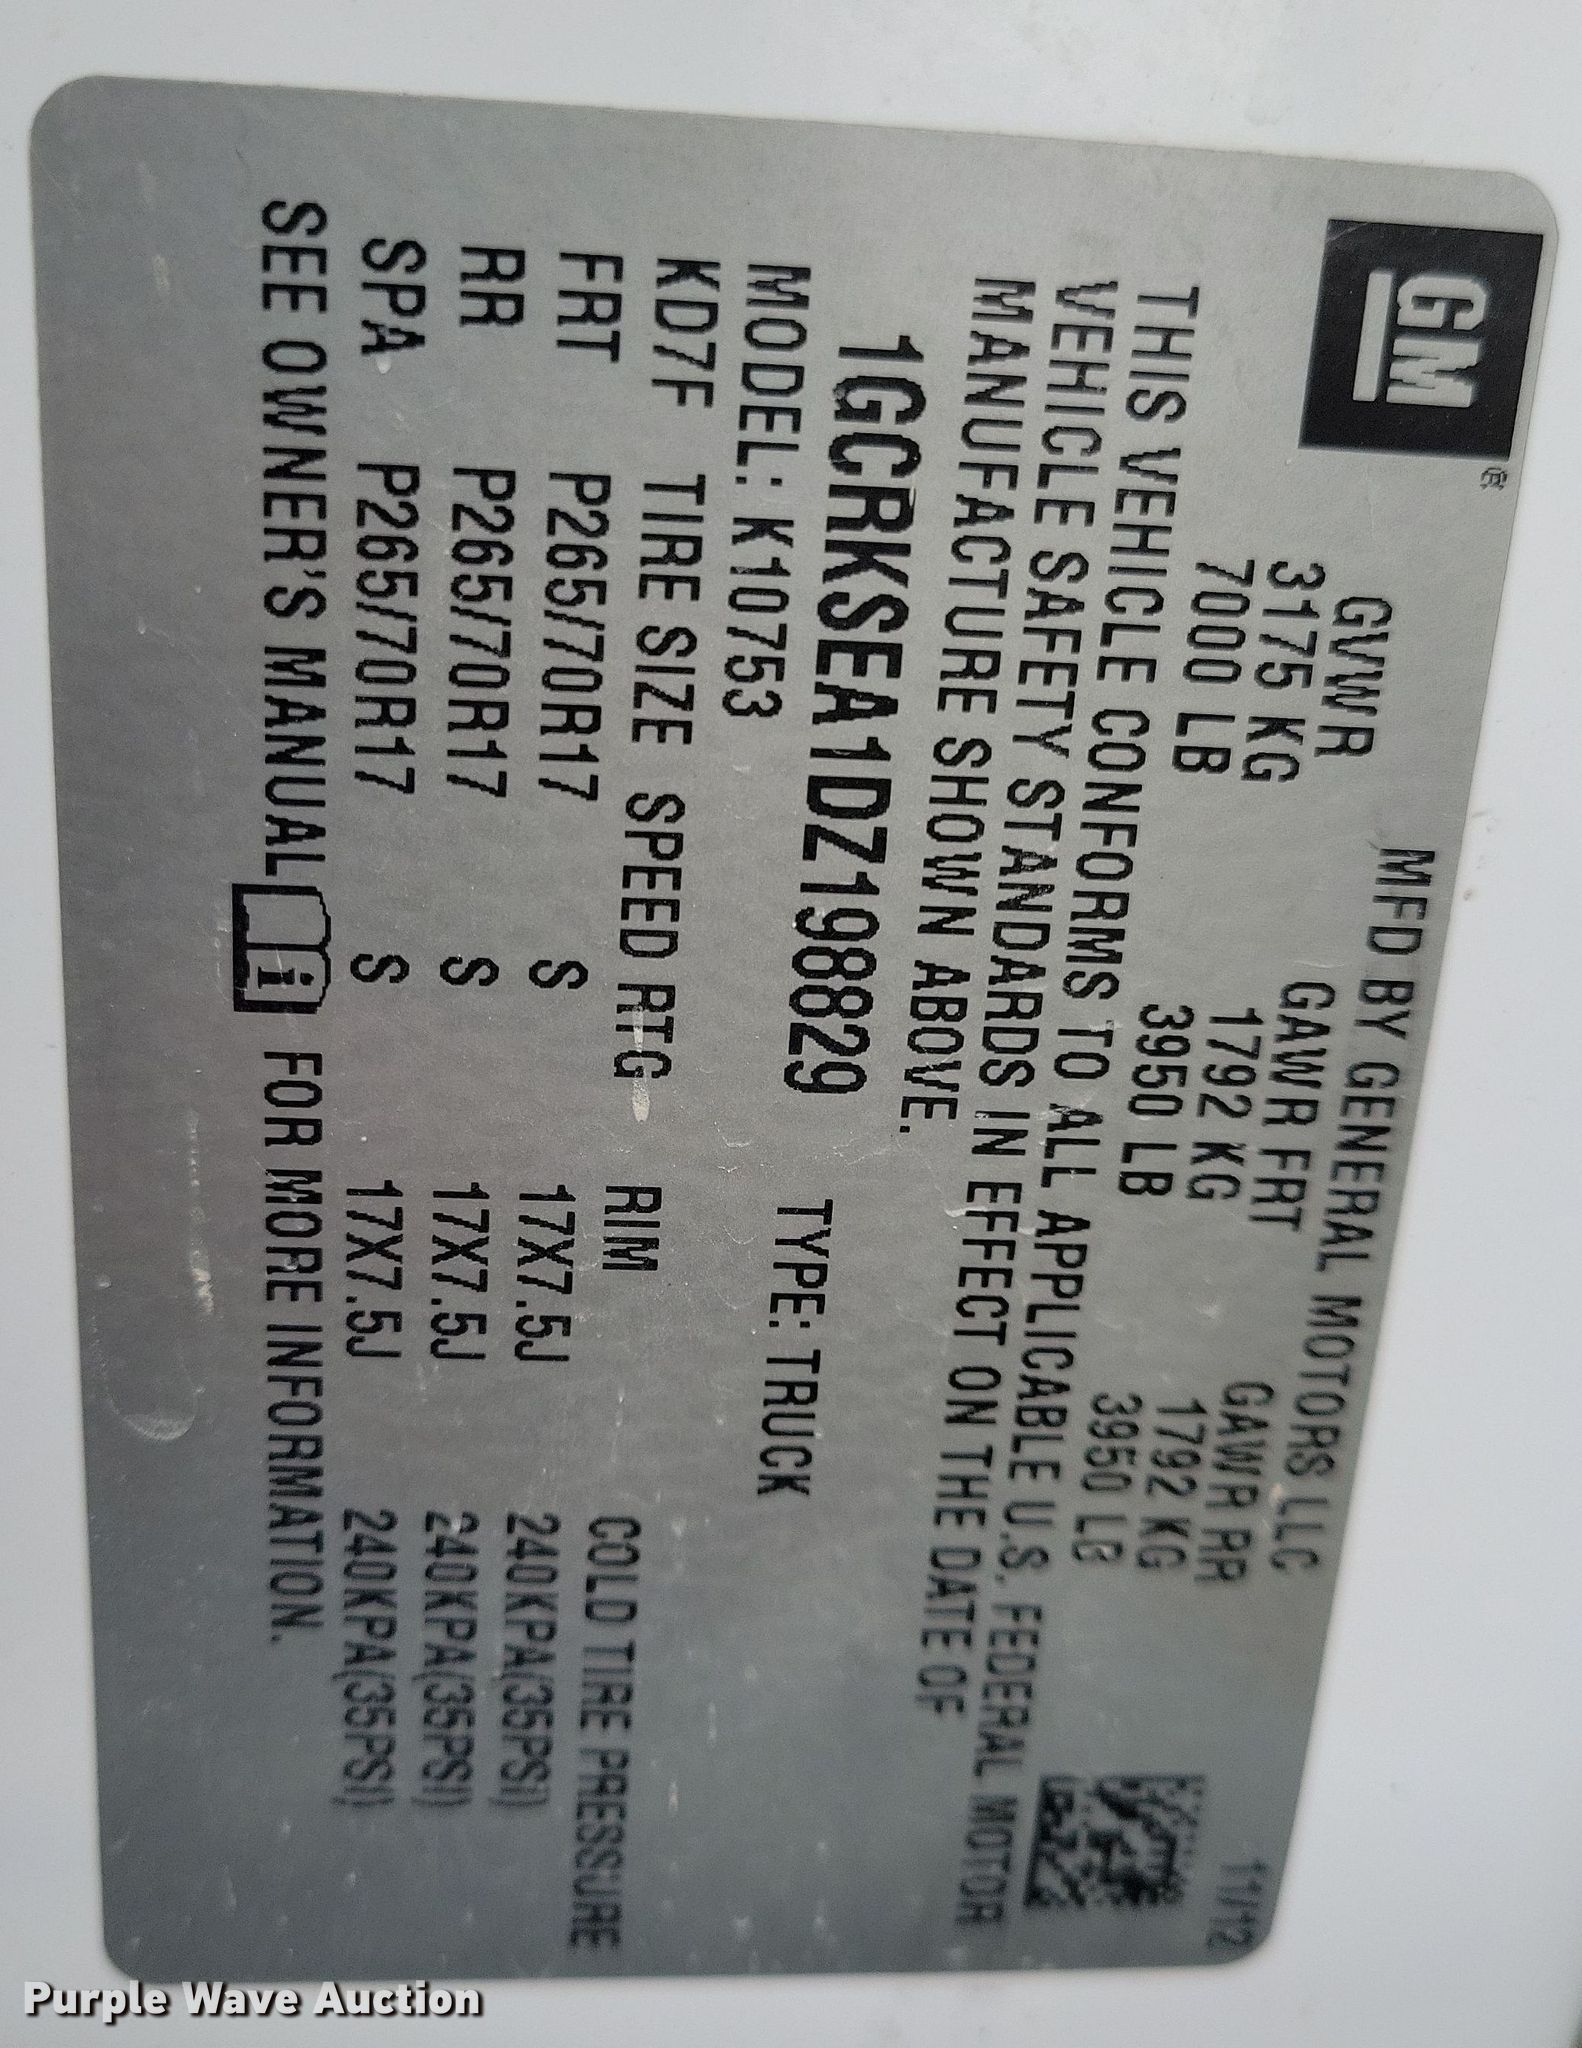 GM ®
MFD BY GENERAL MOTORS LLC 11/12
GVWR GAWR FRT GAWR RR
3175 KG 1792 KG 1792 KG
7000 LB 3950 LB 3950 LB
THIS VEHICLE CONFORMS TO ALL APPLICABLE U.S. FEDERAL MOTOR
VEHICLE SAFETY STANDARDS IN EFFECT ON THE DATE OF
MANUFACTURE SHOWN ABOVE.
1GCRKSEA1DZ198829 TYPE: TRUCK
MODEL: K10753
KD7F TIRE SIZE SPEED RTG RIM COLD TIRE PRESSURE
FRT P265/70R17 S 17X7.5J 240KPA(35PSI)
RR P265/70R17 S 17X7.5J 240KPA(35PSI)
SPA P265/70R17 S 17X7.5J 240KPA(35PSI)
SEE OWNER'S MANUAL i FOR MORE INFORMATION.
Purple Wave Auction